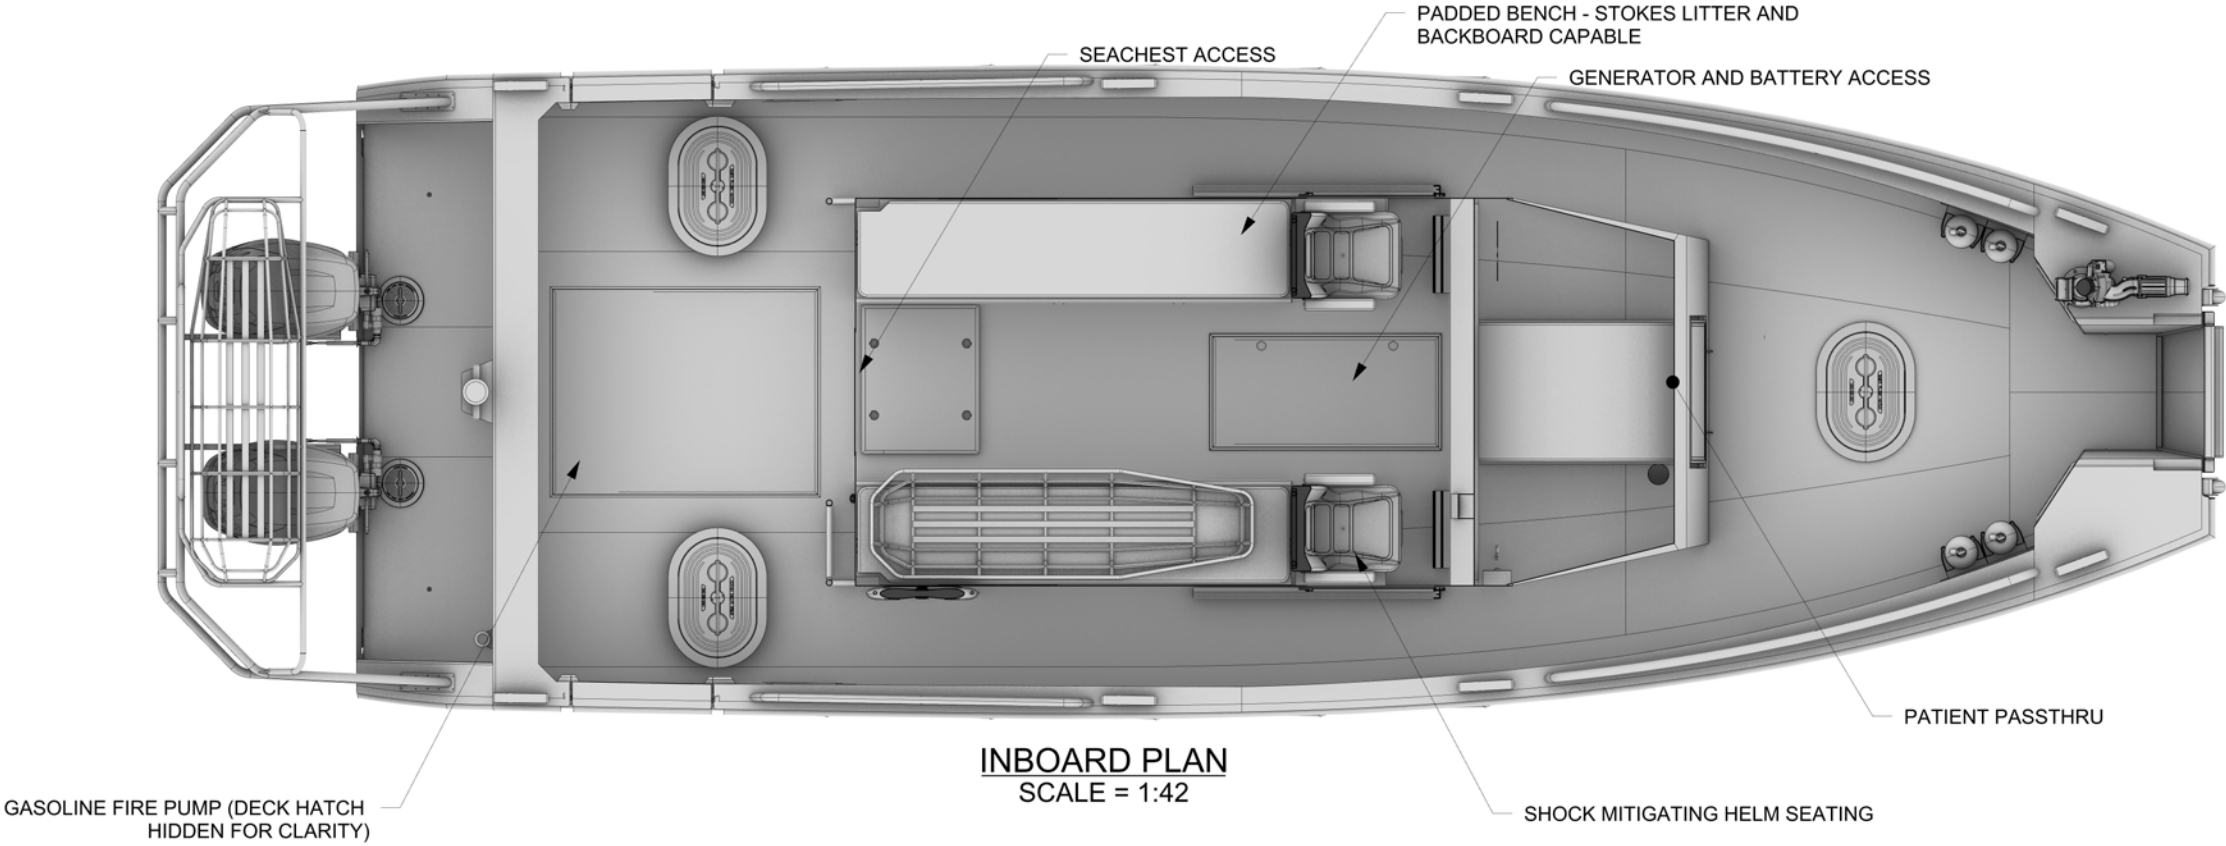 PADDED BENCH - STOKES LITTER AND
BACKBOARD CAPABLE
SEACHEST ACCESS
GENERATOR AND BATTERY ACCESS
PATIENT PASSTHRU
INBOARD PLAN
SCALE = 1:42
GASOLINE FIRE PUMP (DECK HATCH
HIDDEN FOR CLARITY)
SHOCK MITIGATING HELM SEATING